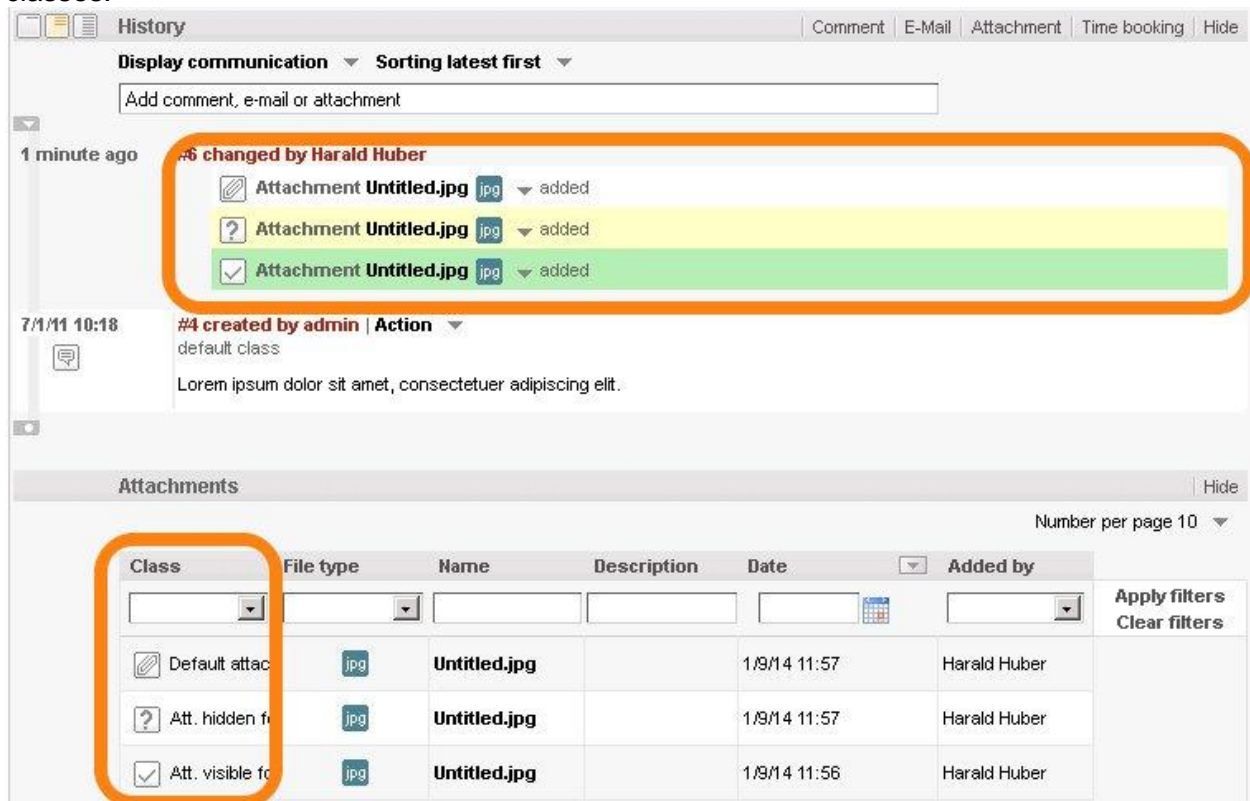 History Comment E-Mail Attachment Time booking Hide
Display communication Sorting latest first
Add comment, e-mail or attachment
1 minute ago #6 changed by Harald Huber
Attachment Untitled.jpg jpg added
? Attachment Untitled.jpg jpg added
Attachment Untitled.jpg jpg added
7/1/11 10:18 #4 created by admin | Action
default class
Lorem ipsum dolor sit amet, consectetuer adipiscing elit.
Attachments Hide
Number per page 10
Class File type Name Description Date Added by
Apply filters
Clear filters
Default attac jpg Untitled.jpg 1/9/14 11:57 Harald Huber
? Att. hidden f jpg Untitled.jpg 1/9/14 11:57 Harald Huber
Att. visible fo jpg Untitled.jpg 1/9/14 11:56 Harald Huber